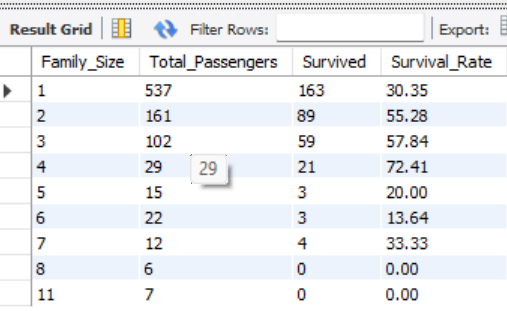 Result Grid Filter Rows: Export:
Family_Size Total_Passengers Survived Survival_Rate
1 537 163 30.35
2 161 89 55.28
3 102 59 57.84
4 29 29 21 72.41
5 15 3 20.00
6 22 3 13.64
7 12 4 33.33
8 6 0 0.00
11 7 0 0.00